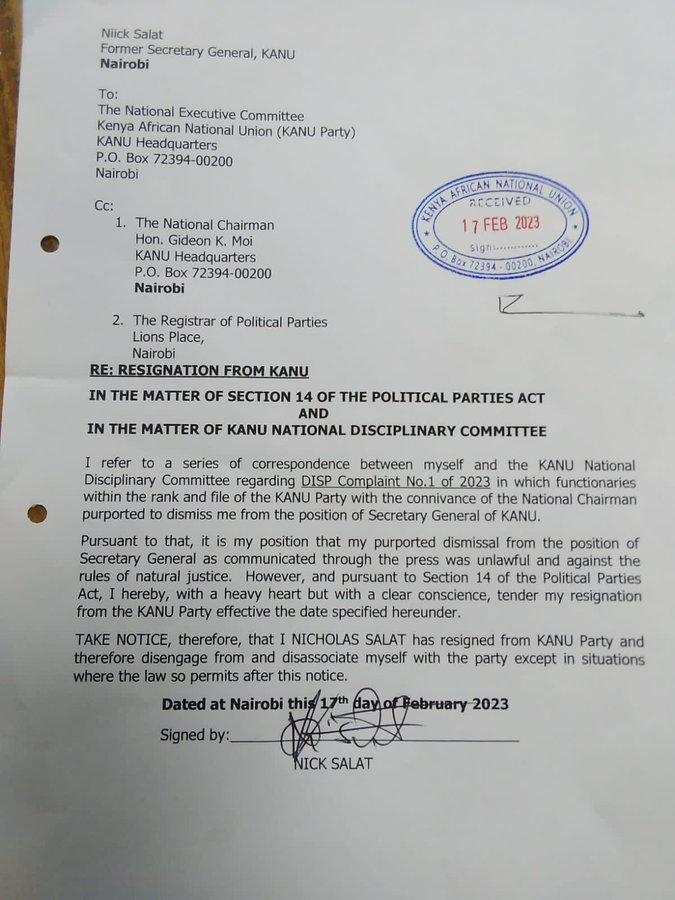 Niick Salat
Former Secretary General, KANU
Nairobi
To:
The National Executive Committee
Kenya African National Union (KANU Party)
KANU Headquarters
P.O. Box 72394-00200
Nairobi
Cc:
1. The National Chairman
Hon. Gideon K. Moi
KANU Headquarters
P.O. Box 72394-00200
Nairobi
2. The Registrar of Political Parties
Lions Place,
Nairobi
KENYA AFRICAN NATIONAL UNION
RECEIVED
17 FEB 2023
Sign:............
P.O. Box 72394 - 00200, NAIROBI
RE: RESIGNATION FROM KANU
IN THE MATTER OF SECTION 14 OF THE POLITICAL PARTIES ACT
AND
IN THE MATTER OF KANU NATIONAL DISCIPLINARY COMMITTEE
I refer to a series of correspondence between myself and the KANU National
Disciplinary Committee regarding DISP Complaint No.1 of 2023 in which functionaries
within the rank and file of the KANU Party with the connivance of the National Chairman
purported to dismiss me from the position of Secretary General of KANU.
Pursuant to that, it is my position that my purported dismissal from the position of
Secretary General as communicated through the press was unlawful and against the
rules of natural justice. However, and pursuant to Section 14 of the Political Parties
Act, I hereby, with a heavy heart but with a clear conscience, tender my resignation
from the KANU Party effective the date specified hereunder.
TAKE NOTICE, therefore, that I NICHOLAS SALAT has resigned from KANU Party and
therefore disengage from and disassociate myself with the party except in situations
where the law so permits after this notice.
Dated at Nairobi this 17th day of February 2023
Signed by:
NICK SALAT